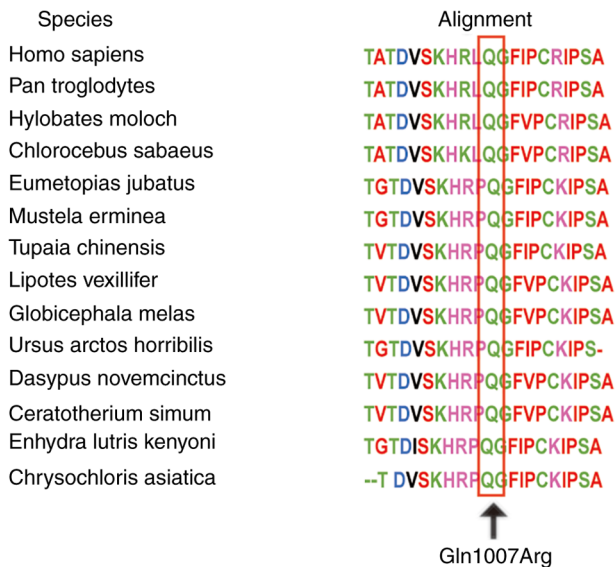 Species Alignment
Homo sapiens TATDVSKHRLQGFIPCRIPSA
Pan troglodytes TATDVSKHRLQGFIPCRIPSA
Hylobates moloch TATDVSKHRLQGFVPCRIPSA
Chlorocebus sabaeus TATDVSKHKLQGFVPCRIPSA
Eumetopias jubatus TGTDVSKHRPQGFIPCKIPSA
Mustela erminea TGTDVSKHRPQGFIPCKIPSA
Tupaia chinensis TVTDVSKHRPQGFIPCKIPSA
Lipotes vexillifer TVTDVSKHRPQGFVPCKIPSA
Globicephala melas TVTDVSKHRPQGFVPCKIPSA
Ursus arctos horribilis TGTDVSKHRPQGFIPCKIPS-
Dasypus novemcinctus TVTDVSKHRPQGFVPCKIPSA
Ceratotherium simum TVTDVSKHRPQGFVPCKIPSA
Enhydra lutris kenyoni TGTDISKHRPQGFIPCKIPSA
Chrysochloris asiatica --T DVSKHRPQGFIPCKIPSA
Gln1007Arg